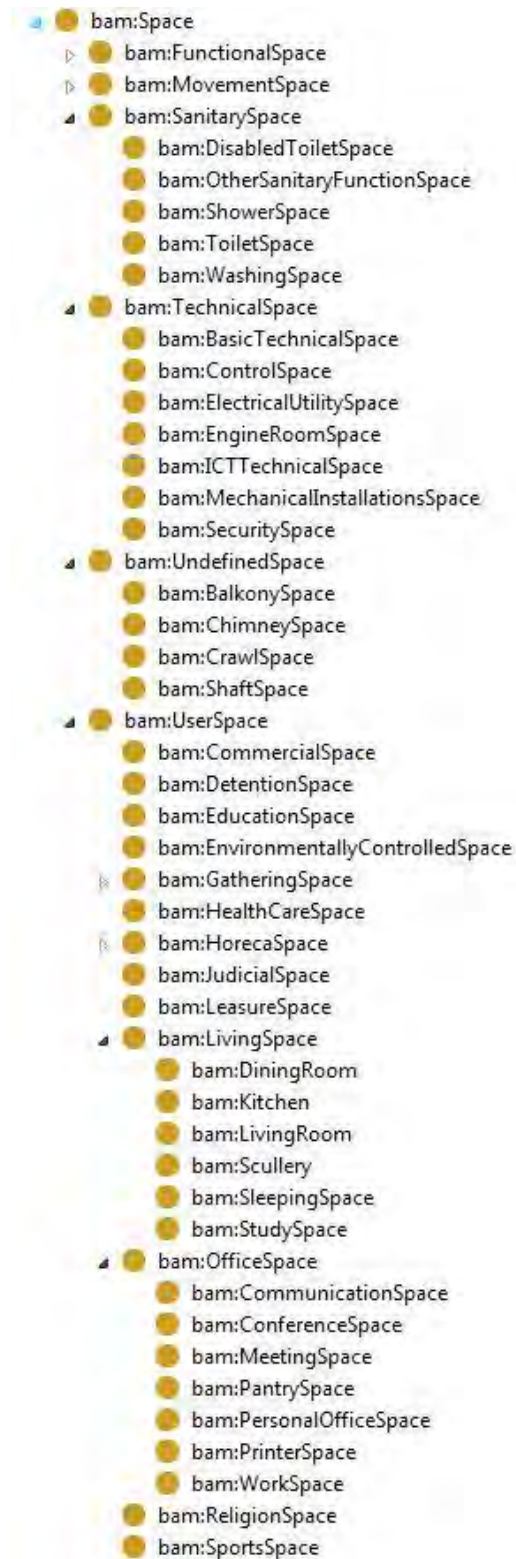 bam:Space
bam:FunctionalSpace
bam:MovementSpace
bam:SanitarySpace
bam:DisabledToiletSpace
bam:OtherSanitaryFunctionSpace
bam:ShowerSpace
bam:ToiletSpace
bam:WashingSpace
bam:TechnicalSpace
bam:BasicTechnicalSpace
bam:ControlSpace
bam:ElectricalUtilitySpace
bam:EngineRoomSpace
bam:ICTTechnicalSpace
bam:MechanicalInstallationsSpace
bam:SecuritySpace
bam:UndefinedSpace
bam:BalkonySpace
bam:ChimneySpace
bam:CrawlSpace
bam:ShaftSpace
bam:UserSpace
bam:CommercialSpace
bam:DetentionSpace
bam:EducationSpace
bam:EnvironmentallyControlledSpace
bam:GatheringSpace
bam:HealthCareSpace
bam:HorecaSpace
bam:JudicialSpace
bam:LeasureSpace
bam:LivingSpace
bam:DiningRoom
bam:Kitchen
bam:LivingRoom
bam:Scullery
bam:SleepingSpace
bam:StudySpace
bam:OfficeSpace
bam:CommunicationSpace
bam:ConferenceSpace
bam:MeetingSpace
bam:PantrySpace
bam:PersonalOfficeSpace
bam:PrinterSpace
bam:WorkSpace
bam:ReligionSpace
bam:SportsSpace